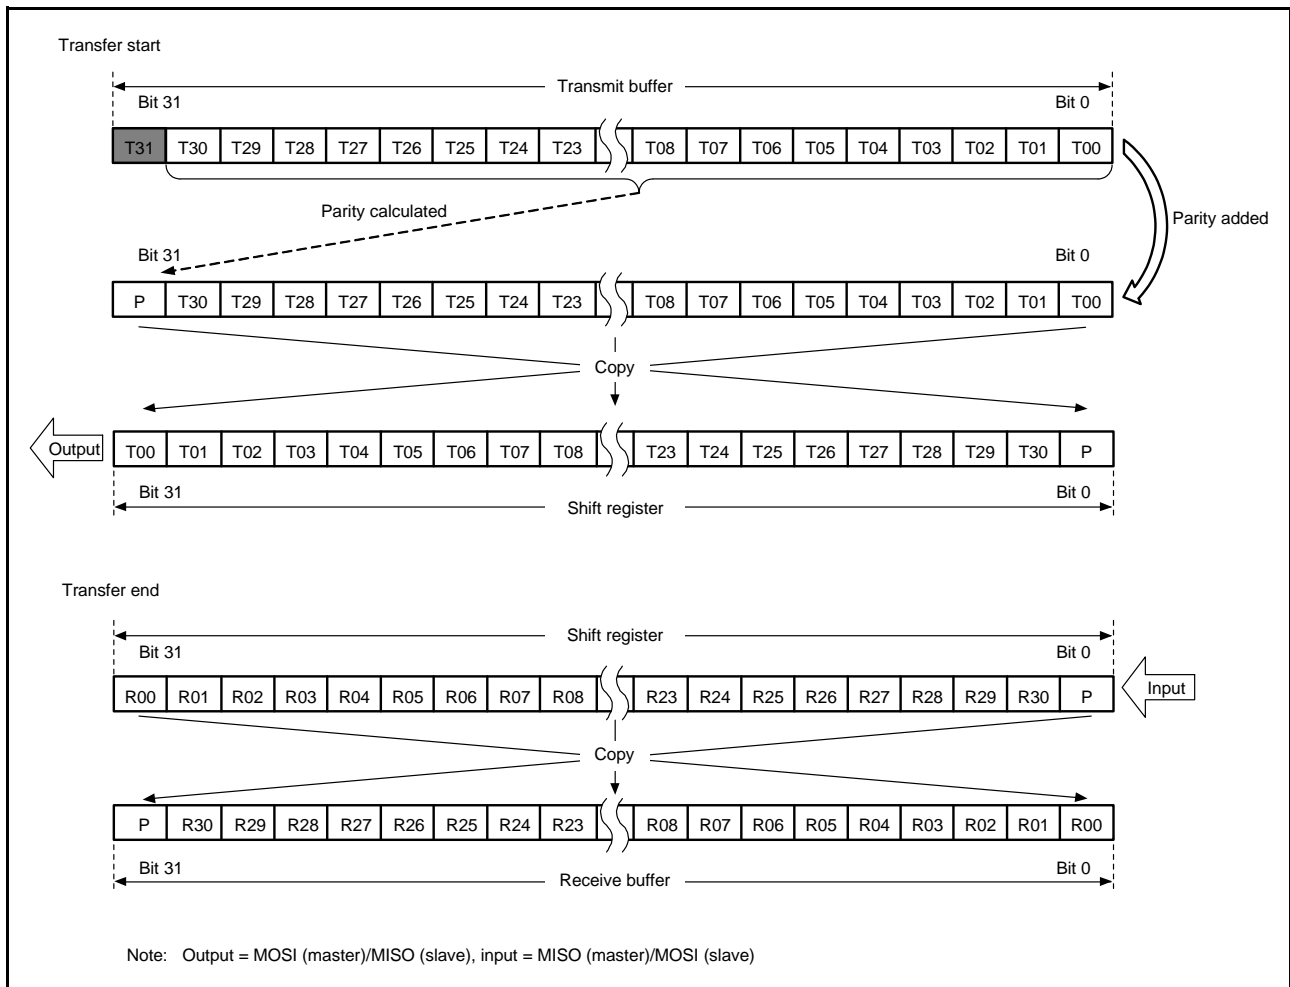 Transfer start
Transmit buffer
Bit 31 Bit 0
T31 T30 T29 T28 T27 T26 T25 T24 T23 T08 T07 T06 T05 T04 T03 T02 T01 T00
Parity calculated
Parity added
Bit 31 Bit 0
P T30 T29 T28 T27 T26 T25 T24 T23 T08 T07 T06 T05 T04 T03 T02 T01 T00
Copy
Output
T00 T01 T02 T03 T04 T05 T06 T07 T08 T23 T24 T25 T26 T27 T28 T29 T30 P
Bit 31 Bit 0
Shift register
Transfer end
Shift register
Bit 31 Bit 0
R00 R01 R02 R03 R04 R05 R06 R07 R08 R23 R24 R25 R26 R27 R28 R29 R30 P
Input
Copy
P R30 R29 R28 R27 R26 R25 R24 R23 R08 R07 R06 R05 R04 R03 R02 R01 R00
Bit 31 Bit 0
Receive buffer
Note: Output = MOSI (master)/MISO (slave), input = MISO (master)/MOSI (slave)